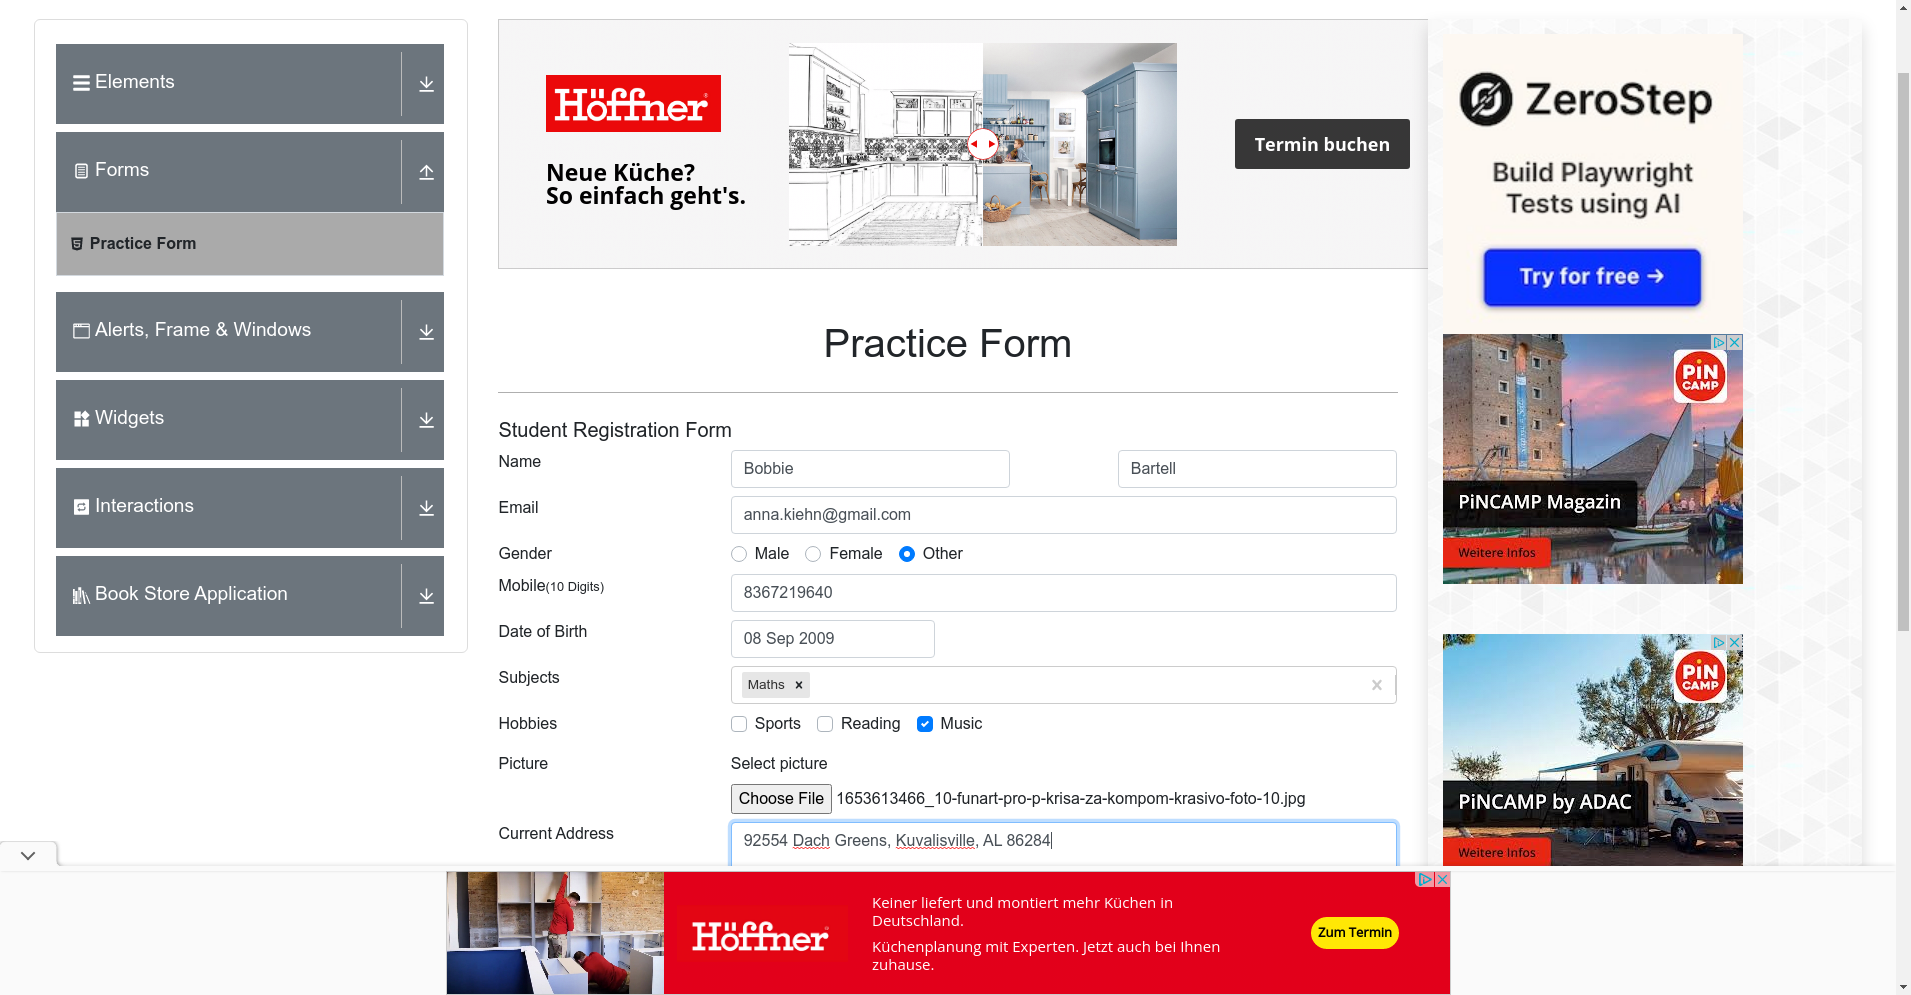 Elements
Forms
Practice Form
Alerts, Frame & Windows
Widgets
Interactions
Book Store Application
Höffner
Neue Küche?
So einfach geht's.
Termin buchen
Practice Form
Student Registration Form
Name
Bobbie
Bartell
Email
anna.kiehn@gmail.com
Gender
Male
Female
Other
Mobile(10 Digits)
8367219640
Date of Birth
08 Sep 2009
Subjects
Maths
Hobbies
Sports
Reading
Music
Picture
Select picture
Choose File 1653613466_10-funart-pro-p-krisa-za-kompom-krasivo-foto-10.jpg
Current Address
92554 Dach Greens, Kuvalisville, AL 86284
ZeroStep
Build Playwright
Tests using AI
Try for free →
PiN
CAMP
PiNCAMP Magazin
Weitere Infos
PiN
CAMP
PiNCAMP by ADAC
Weitere Infos
Höffner
Keiner liefert und montiert mehr Küchen in
Deutschland.
Küchenplanung mit Experten. Jetzt auch bei Ihnen
zuhause.
Zum Termin